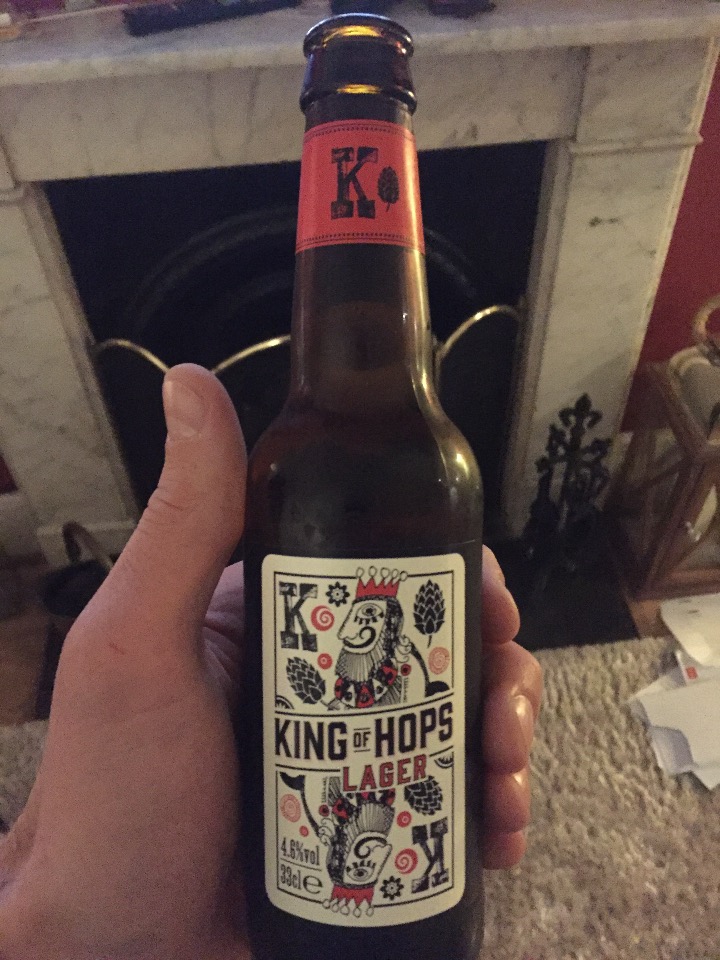 K
K
KING OF HOPS
LAGER
4.6%vol
33cl e
K